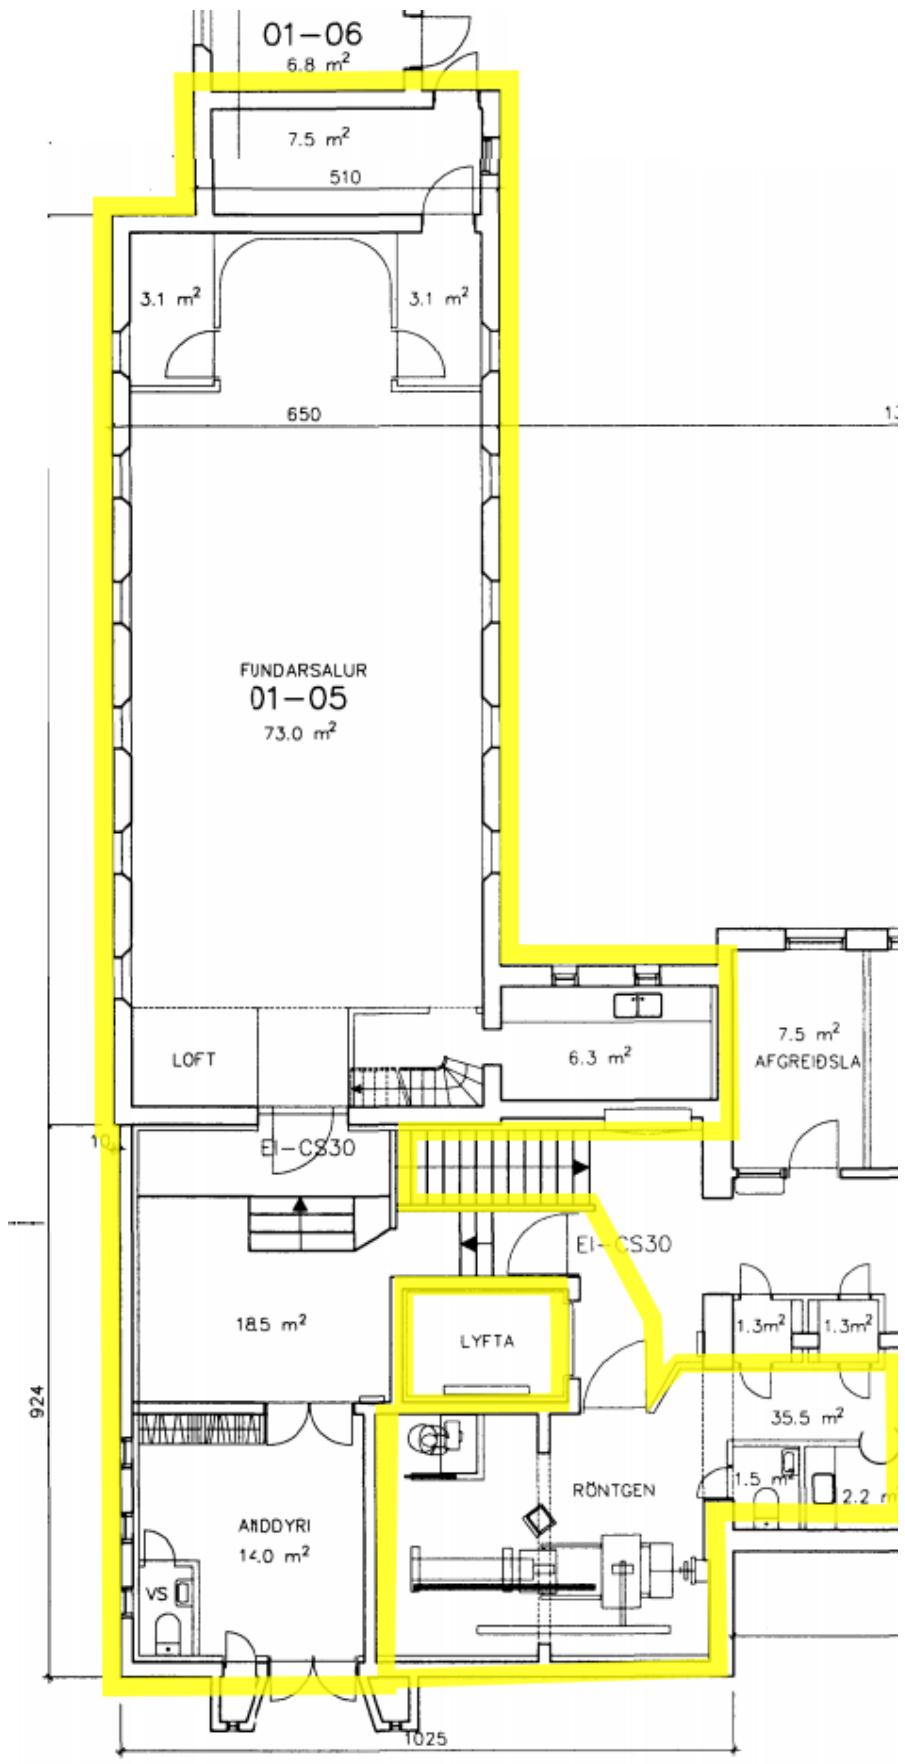 01-06
6.8 m²
7.5 m²
510
3.1 m²
3.1 m²
650
FUNDARSALUR
01-05
73.0 m²
LOFT
6.3 m²
7.5 m²
AFGREIÐSLA
10
EI-CS30
EI-CS30
18.5 m²
LYFTA
1.3m²
1.3m²
924
35.5 m²
RÖNTGEN
1.5 m²
2.2 m
ANDDYRI
14.0 m²
VS
1025